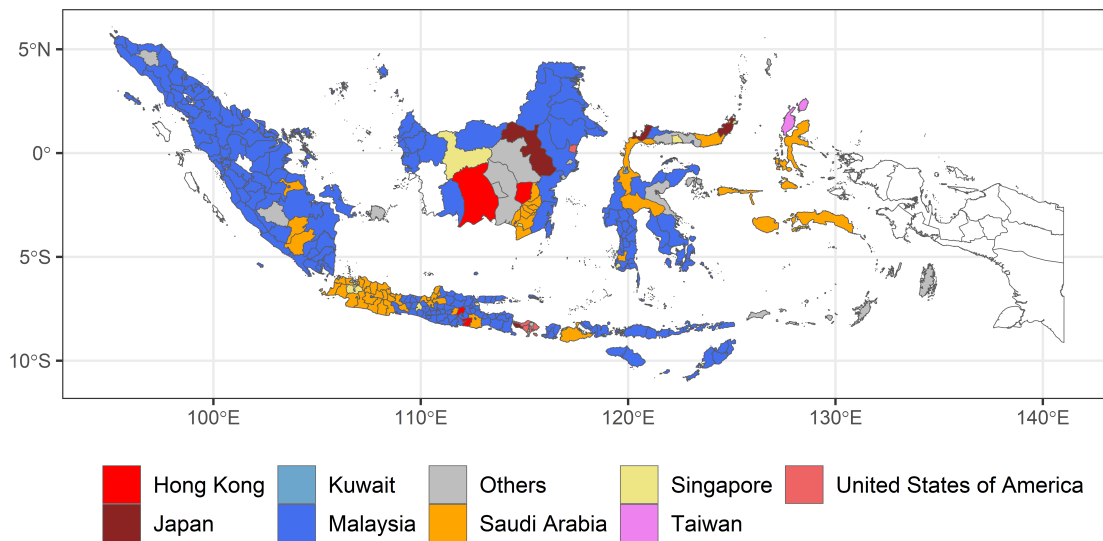 5°N
0°
5°S
10°S
100°E 110°E 120°E 130°E 140°E
Hong Kong Kuwait Others Singapore United States of America
Japan Malaysia Saudi Arabia Taiwan